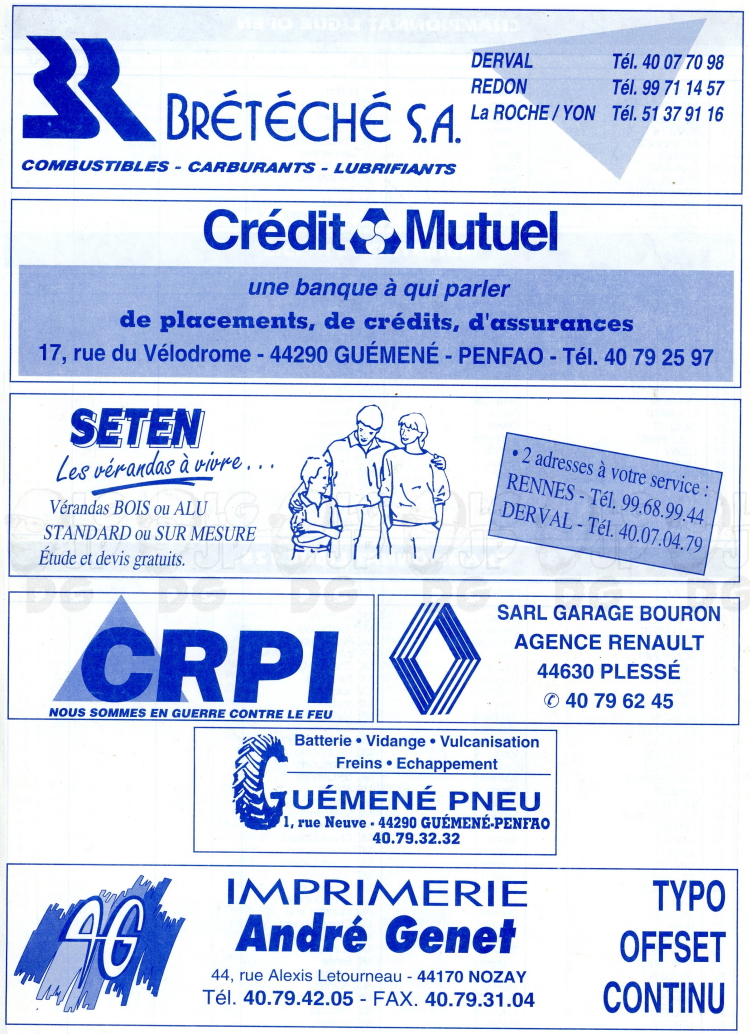 BRÉTÉCHÉ S.A.
COMBUSTIBLES - CARBURANTS - LUBRIFIANTS
DERVAL Tél. 40 07 70 98
REDON Tél. 99 71 14 57
La ROCHE / YON Tél. 51 37 91 16
Crédit Mutuel
une banque à qui parler
de placements, de crédits, d'assurances
17, rue du Vélodrome - 44290 GUÉMENÉ - PENFAO - Tél. 40 79 25 97
SETEN
Les vérandas à vivre...
Vérandas BOIS ou ALU
STANDARD ou SUR MESURE
Étude et devis gratuits.
• 2 adresses à votre service :
RENNES - Tél. 99.68.99.44
DERVAL - Tél. 40.07.04.79
CRPI
NOUS SOMMES EN GUERRE CONTRE LE FEU
SARL GARAGE BOURON
AGENCE RENAULT
44630 PLESSÉ
✆ 40 79 62 45
Batterie • Vidange • Vulcanisation
Freins • Echappement
GUÉMENÉ PNEU
1, rue Neuve - 44290 GUÉMENÉ-PENFAO
40.79.32.32
AG
IMPRIMERIE
André Genet
44, rue Alexis Letourneau - 44170 NOZAY
Tél. 40.79.42.05 - FAX. 40.79.31.04
TYPO
OFFSET
CONTINU